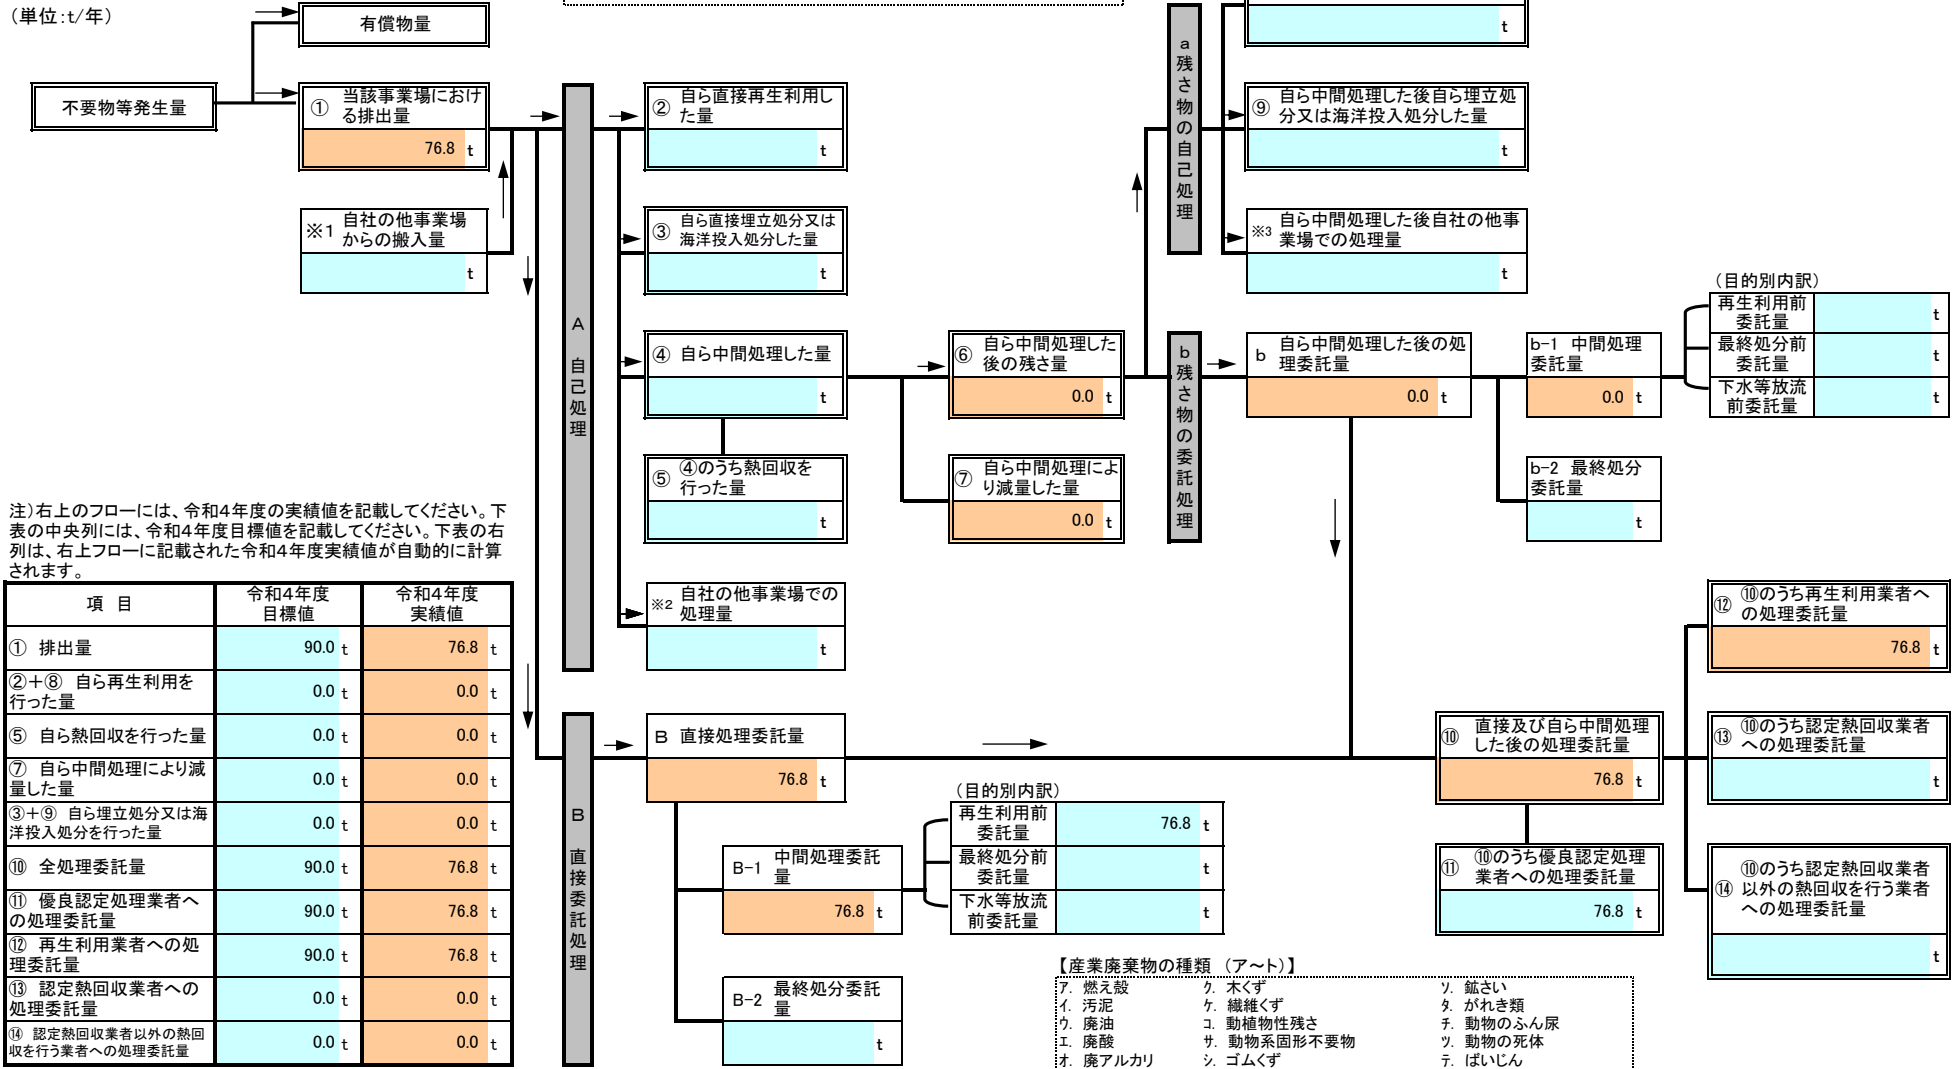 (単位：t/年)
有償物量
不要物等発生量
① 当該事業場におけ
る排出量
76.8 t
※1 自社の他事業場
からの搬入量
t
A 自己処理
② 自ら直接再生利用し
た量
t
③ 自ら直接埋立処分又は
海洋投入処分した量
t
④ 自ら中間処理した量
t
⑤ ④のうち熱回収を
行った量
t
※2 自社の他事業場での
処理量
t
⑥ 自ら中間処理した
後の残さ量
0.0 t
⑦ 自ら中間処理によ
り減量した量
0.0 t
a 残さ物の自己処理
t
⑨ 自ら中間処理した後自ら埋立処
分又は海洋投入処分した量
t
※3 自ら中間処理した後自社の他事
業場での処理量
t
b 残さ物の委託処理
b 自ら中間処理した後の処
理委託量
0.0 t
b-1 中間処理
委託量
0.0 t
b-2 最終処分
委託量
t
(目的別内訳)
再生利用前
委託量 t
最終処分前
委託量 t
下水等放流
前委託量 t
注)右上のフローには、令和4年度の実績値を記載してください。下
表の中央列には、令和4年度目標値を記載してください。下表の右
列は、右上フローに記載された令和4年度実績値が自動的に計算
されます。
項 目 令和4年度 目標値 令和4年度 実績値
① 排出量 90.0 t 76.8 t
②+⑧ 自ら再生利用を
行った量 0.0 t 0.0 t
⑤ 自ら熱回収を行った量 0.0 t 0.0 t
⑦ 自ら中間処理により減
量した量 0.0 t 0.0 t
③+⑨ 自ら埋立処分又は海
洋投入処分を行った量 0.0 t 0.0 t
⑩ 全処理委託量 90.0 t 76.8 t
⑪ 優良認定処理業者へ
の処理委託量 90.0 t 76.8 t
⑫ 再生利用業者への処
理委託量 90.0 t 76.8 t
⑬ 認定熱回収業者への
処理委託量 0.0 t 0.0 t
⑭ 認定熱回収業者以外の熱回
収を行う業者への処理委託量 0.0 t 0.0 t
B 直接委託処理
B 直接処理委託量
76.8 t
B-1 中間処理委託
量
76.8 t
B-2 最終処分委託
量
t
(目的別内訳)
再生利用前
委託量 76.8 t
最終処分前
委託量 t
下水等放流
前委託量 t
⑩ 直接及び自ら中間処理
した後の処理委託量
76.8 t
⑪ ⑩のうち優良認定処理
業者への処理委託量
76.8 t
⑫ ⑩のうち再生利用業者へ
の処理委託量
76.8 t
⑬ ⑩のうち認定熱回収業者
への処理委託量
t
⑭ ⑩のうち認定熱回収業者
以外の熱回収を行う業者
への処理委託量
t
【産業廃棄物の種類 (ア～ト)】
ア. 燃え殻 ク. 木くず ソ. 鉱さい
イ. 汚泥 ケ. 繊維くず タ. がれき類
ウ. 廃油 コ. 動植物性残さ チ. 動物のふん尿
エ. 廃酸 サ. 動物系固形不要物 ツ. 動物の死体
オ. 廃アルカリ シ. ゴムくず テ. ばいじん